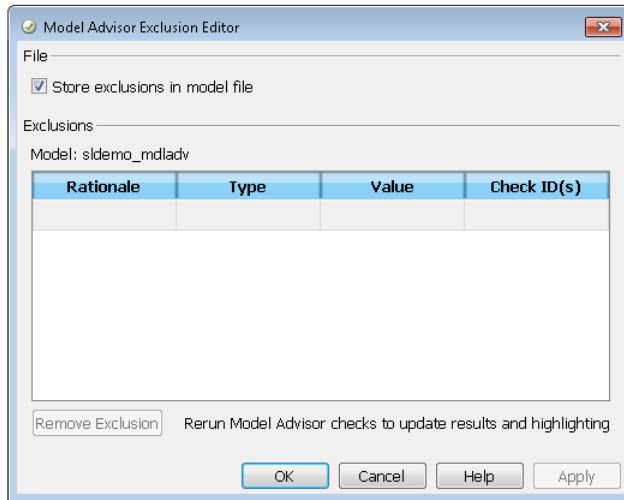 Model Advisor Exclusion Editor
File
Store exclusions in model file
Exclusions
Model: sldemo_mdladv
Rationale Type Value Check ID(s)
Remove Exclusion Rerun Model Advisor checks to update results and highlighting
OK Cancel Help Apply